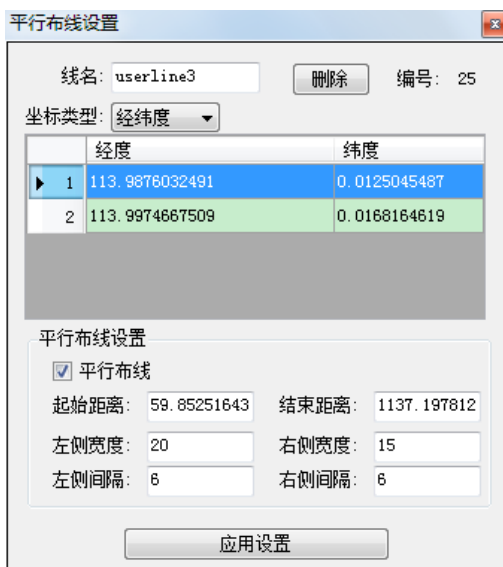 平行布线设置
线名: userline3 删除 编号: 25
坐标类型: 经纬度
经度 纬度
1 113.9876032491 0.0125045487
2 113.9974667509 0.0168164619
平行布线设置
平行布线
起始距离: 59.85251643 结束距离: 1137.197812
左侧宽度: 20 右侧宽度: 15
左侧间隔: 6 右侧间隔: 6
应用设置